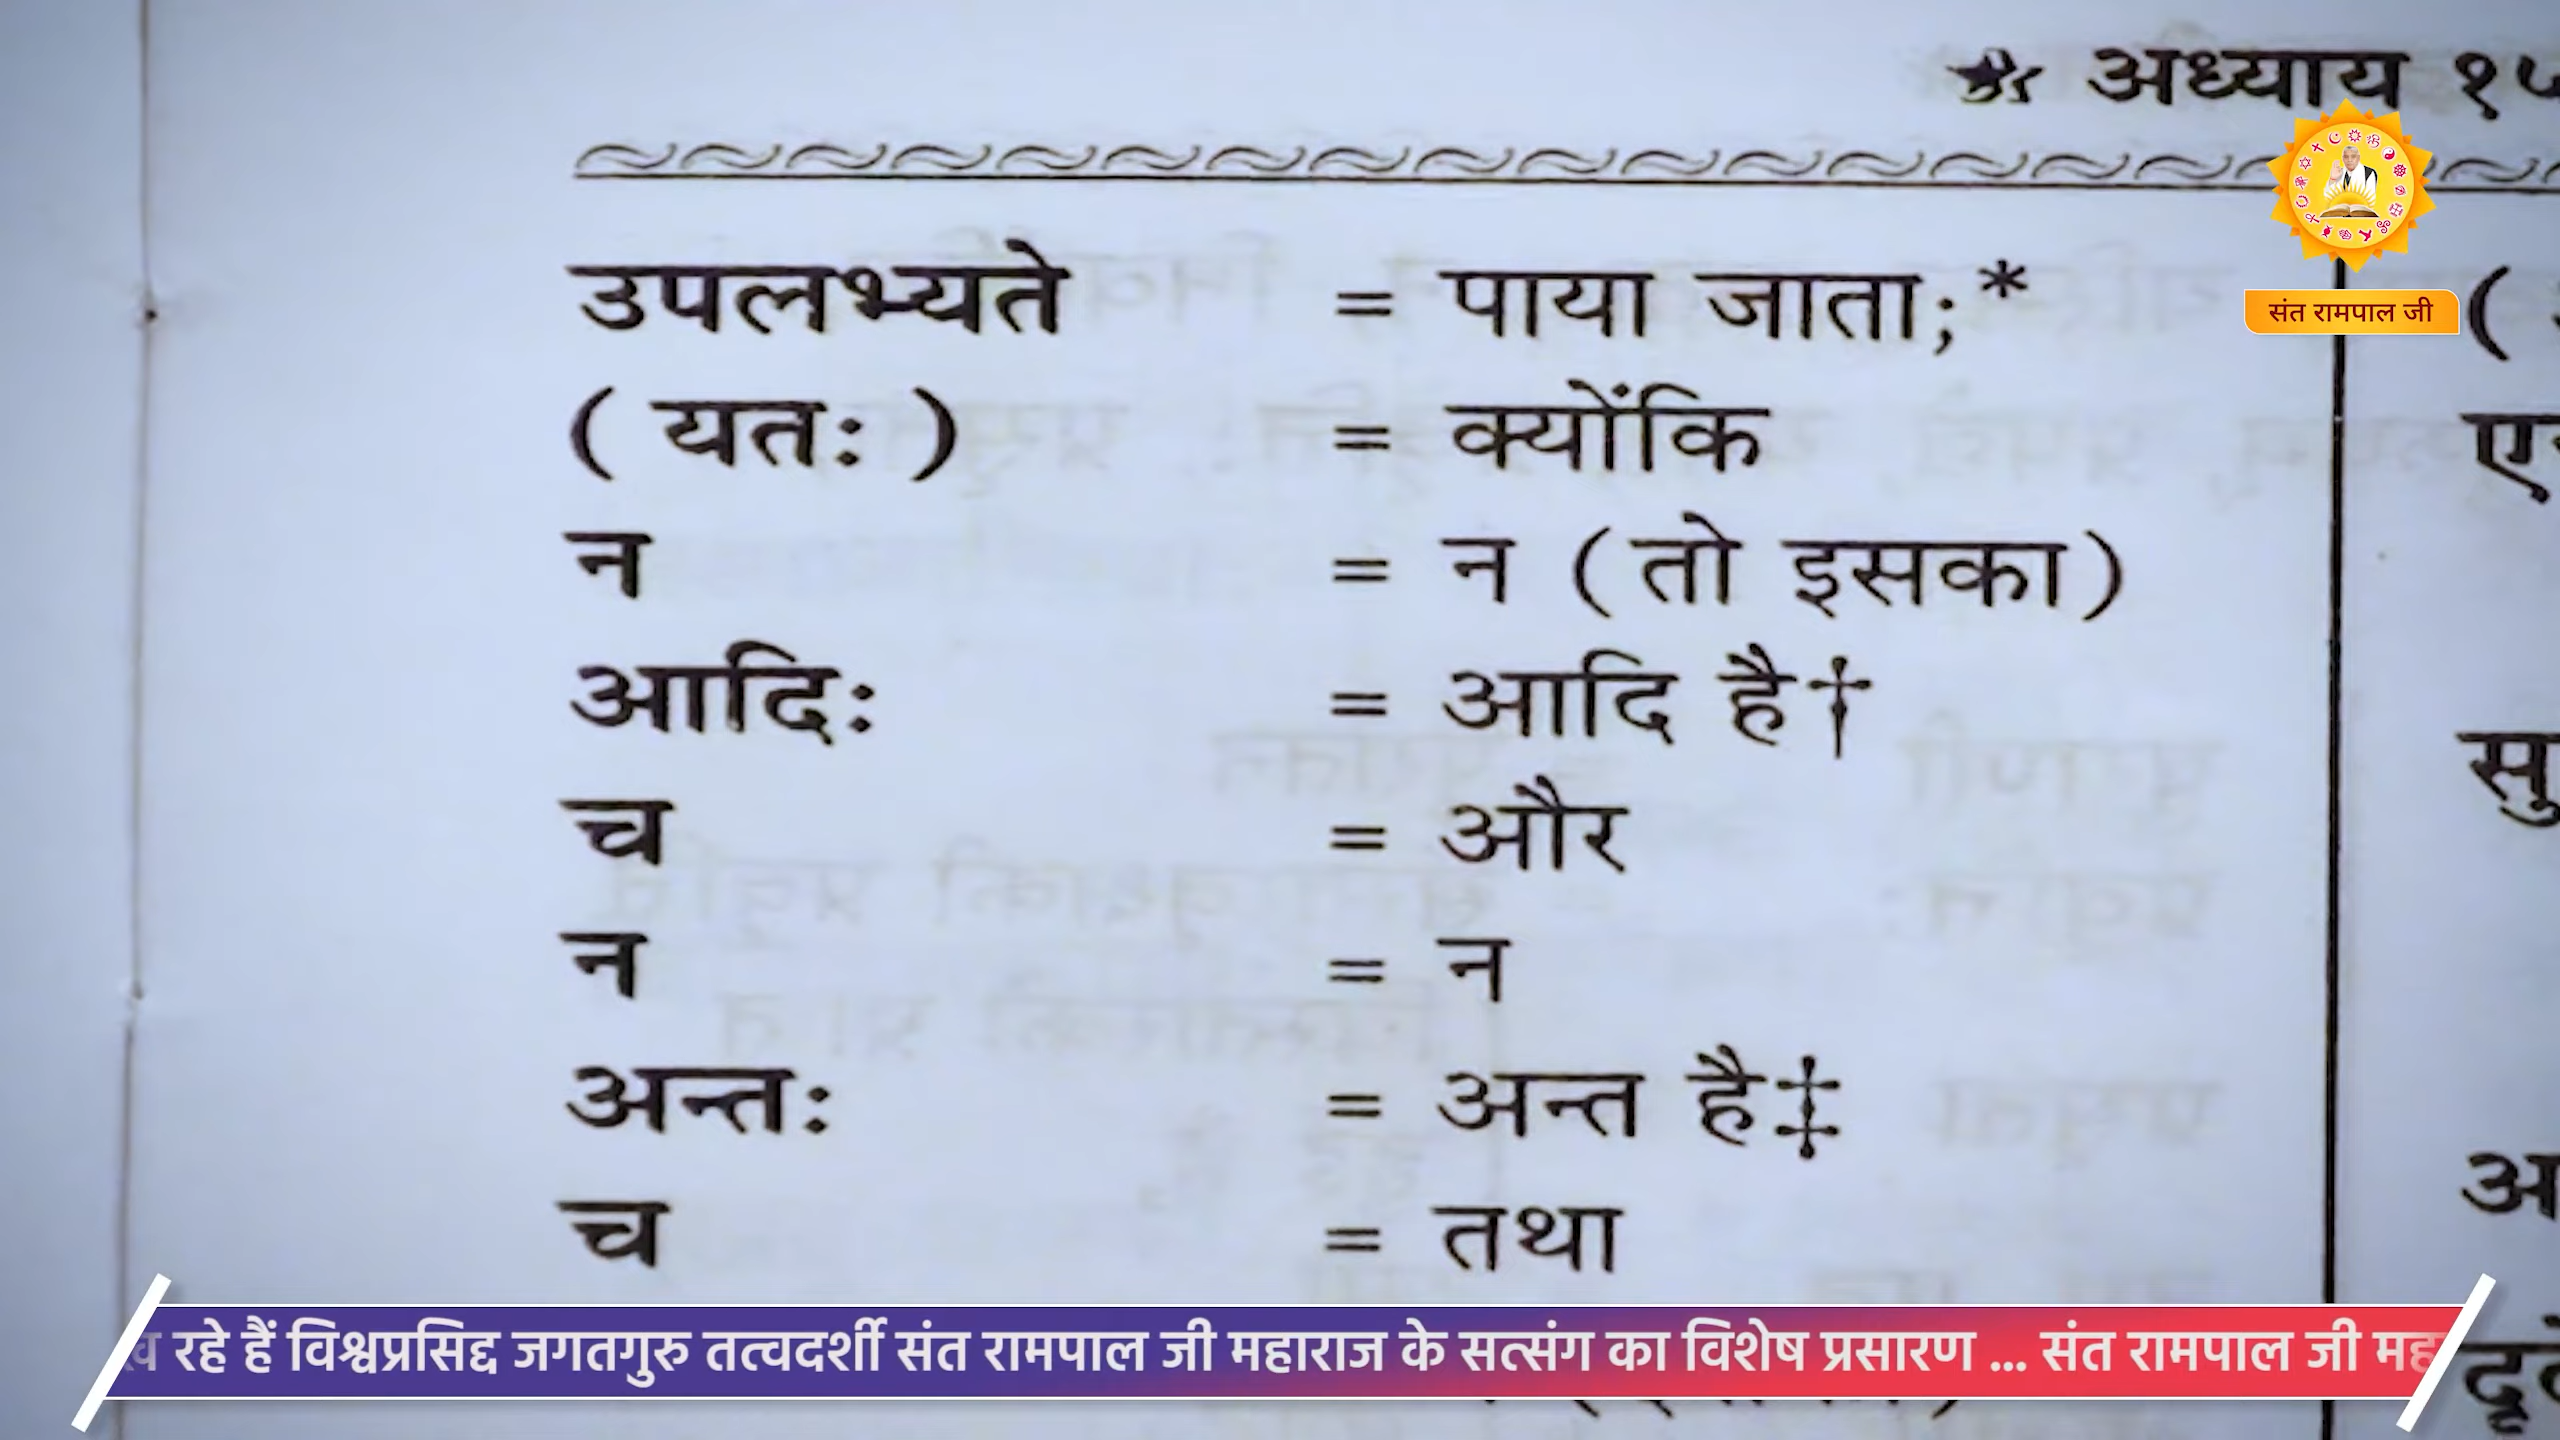 ★ अध्याय १५
उपलभ्यते = पाया जाता;*
( यतः ) = क्योंकि
न = न (तो इसका)
आदिः = आदि है†
च = और
न = न
अन्तः = अन्त है‡
च = तथा
संत रामपाल जी
रहे हैं विश्वप्रसिद्द जगतगुरु तत्वदर्शी संत रामपाल जी महाराज के सत्संग का विशेष प्रसारण ... संत रामपाल जी